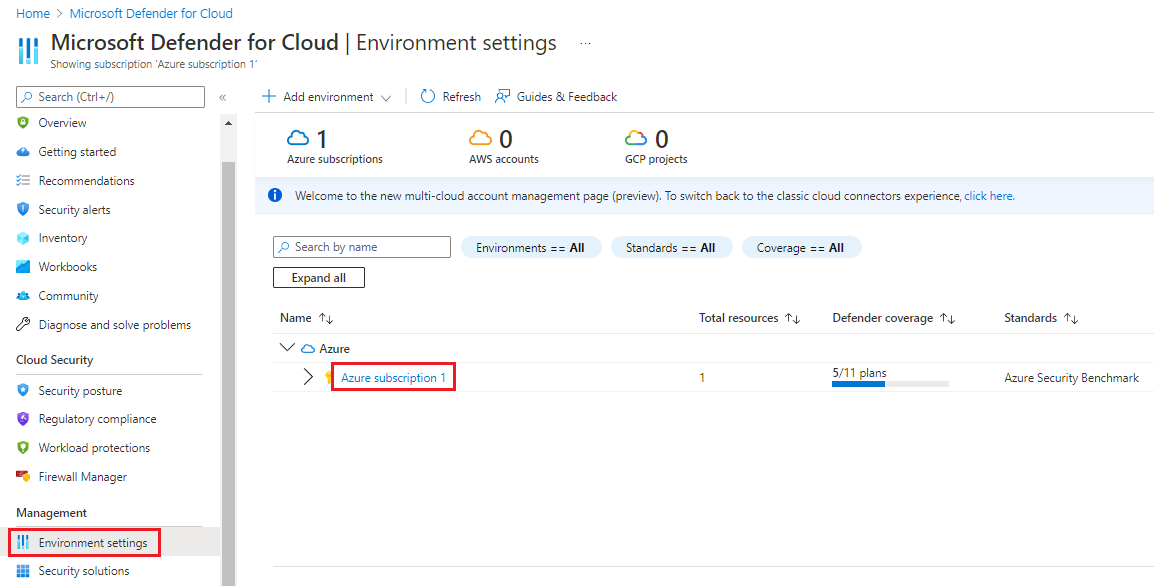 Home > Microsoft Defender for Cloud
Microsoft Defender for Cloud | Environment settings ...
Showing subscription 'Azure subscription 1'
Search (Ctrl+/) «
Overview
Getting started
Recommendations
Security alerts
Inventory
Workbooks
Community
Diagnose and solve problems
Cloud Security
Security posture
Regulatory compliance
Workload protections
Firewall Manager
Management
Environment settings
Security solutions
Add environment | Refresh Guides & Feedback
1 0 0
Azure subscriptions AWS accounts GCP projects
Welcome to the new multi-cloud account management page (preview). To switch back to the classic cloud connectors experience, click here.
Search by name Environments == All Standards == All Coverage == All
Expand all
Name ↑↓ Total resources ↑↓ Defender coverage ↑↓ Standards ↑↓
Azure
Azure subscription 1 1 5/11 plans Azure Security Benchmark